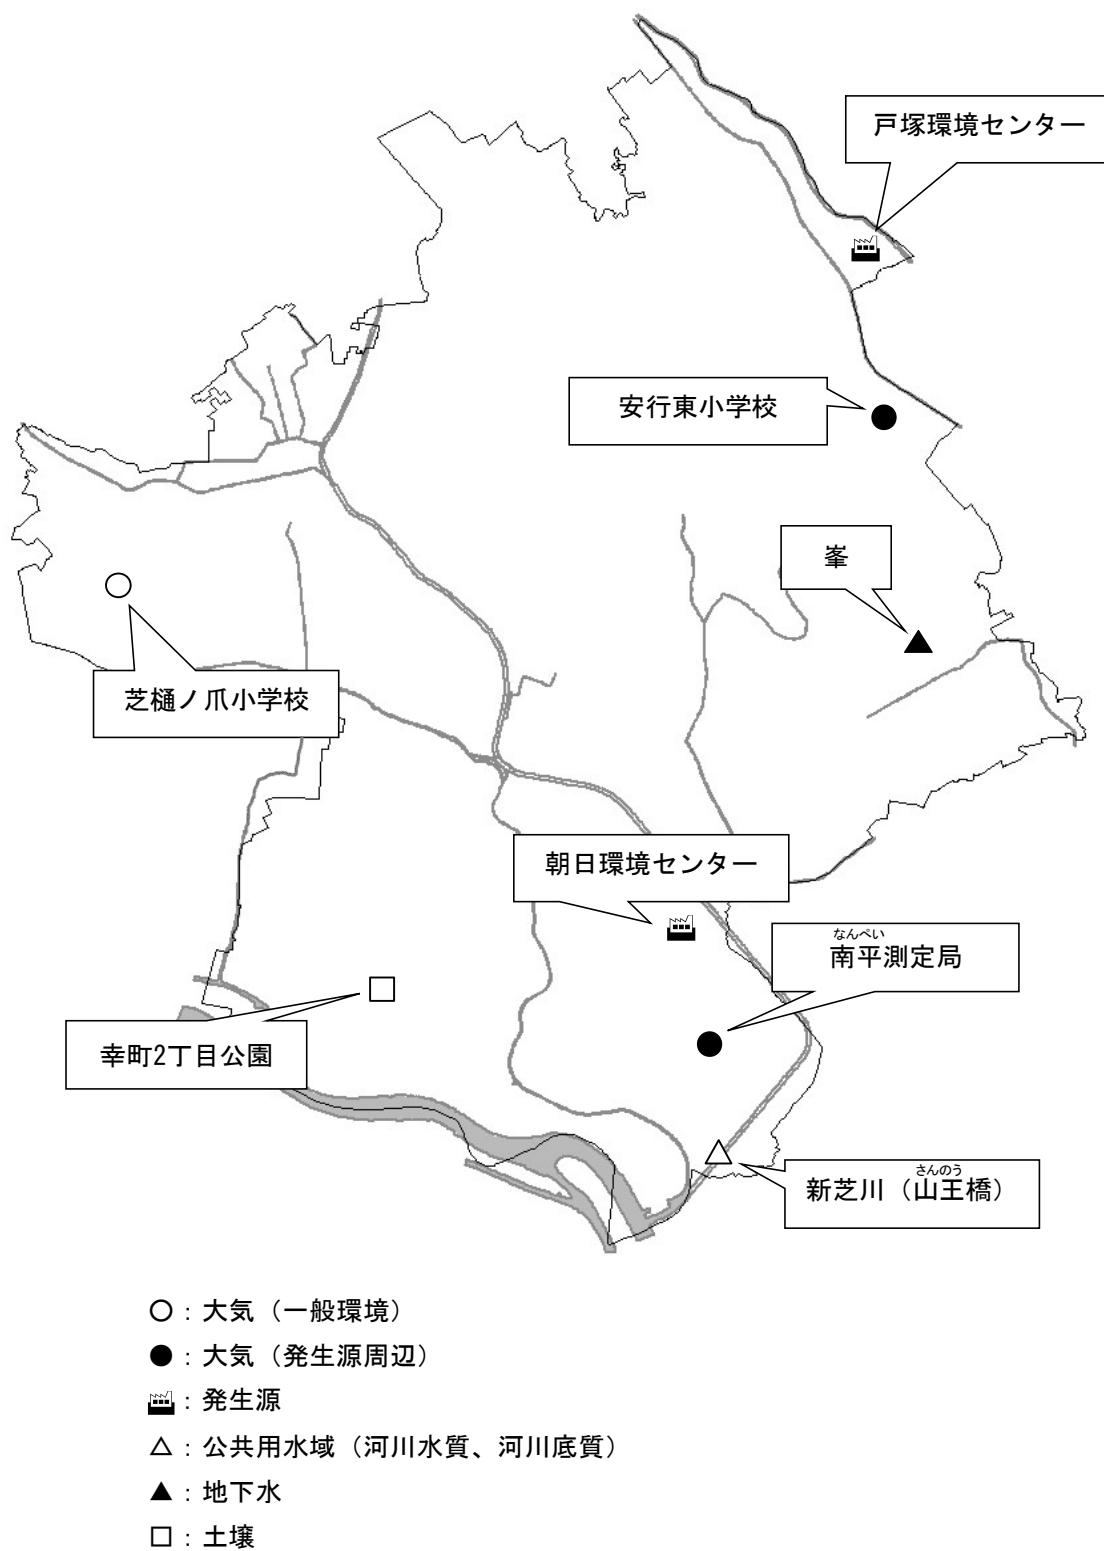 戸塚環境センター
安行東小学校
峯
芝樋ノ爪小学校
朝日環境センター
なんぺい
南平測定局
幸町2丁目公園
さんのう
新芝川（山王橋）
○：大気（一般環境）
●：大気（発生源周辺）
：発生源
△：公共用水域（河川水質、河川底質）
▲：地下水
□：土壌